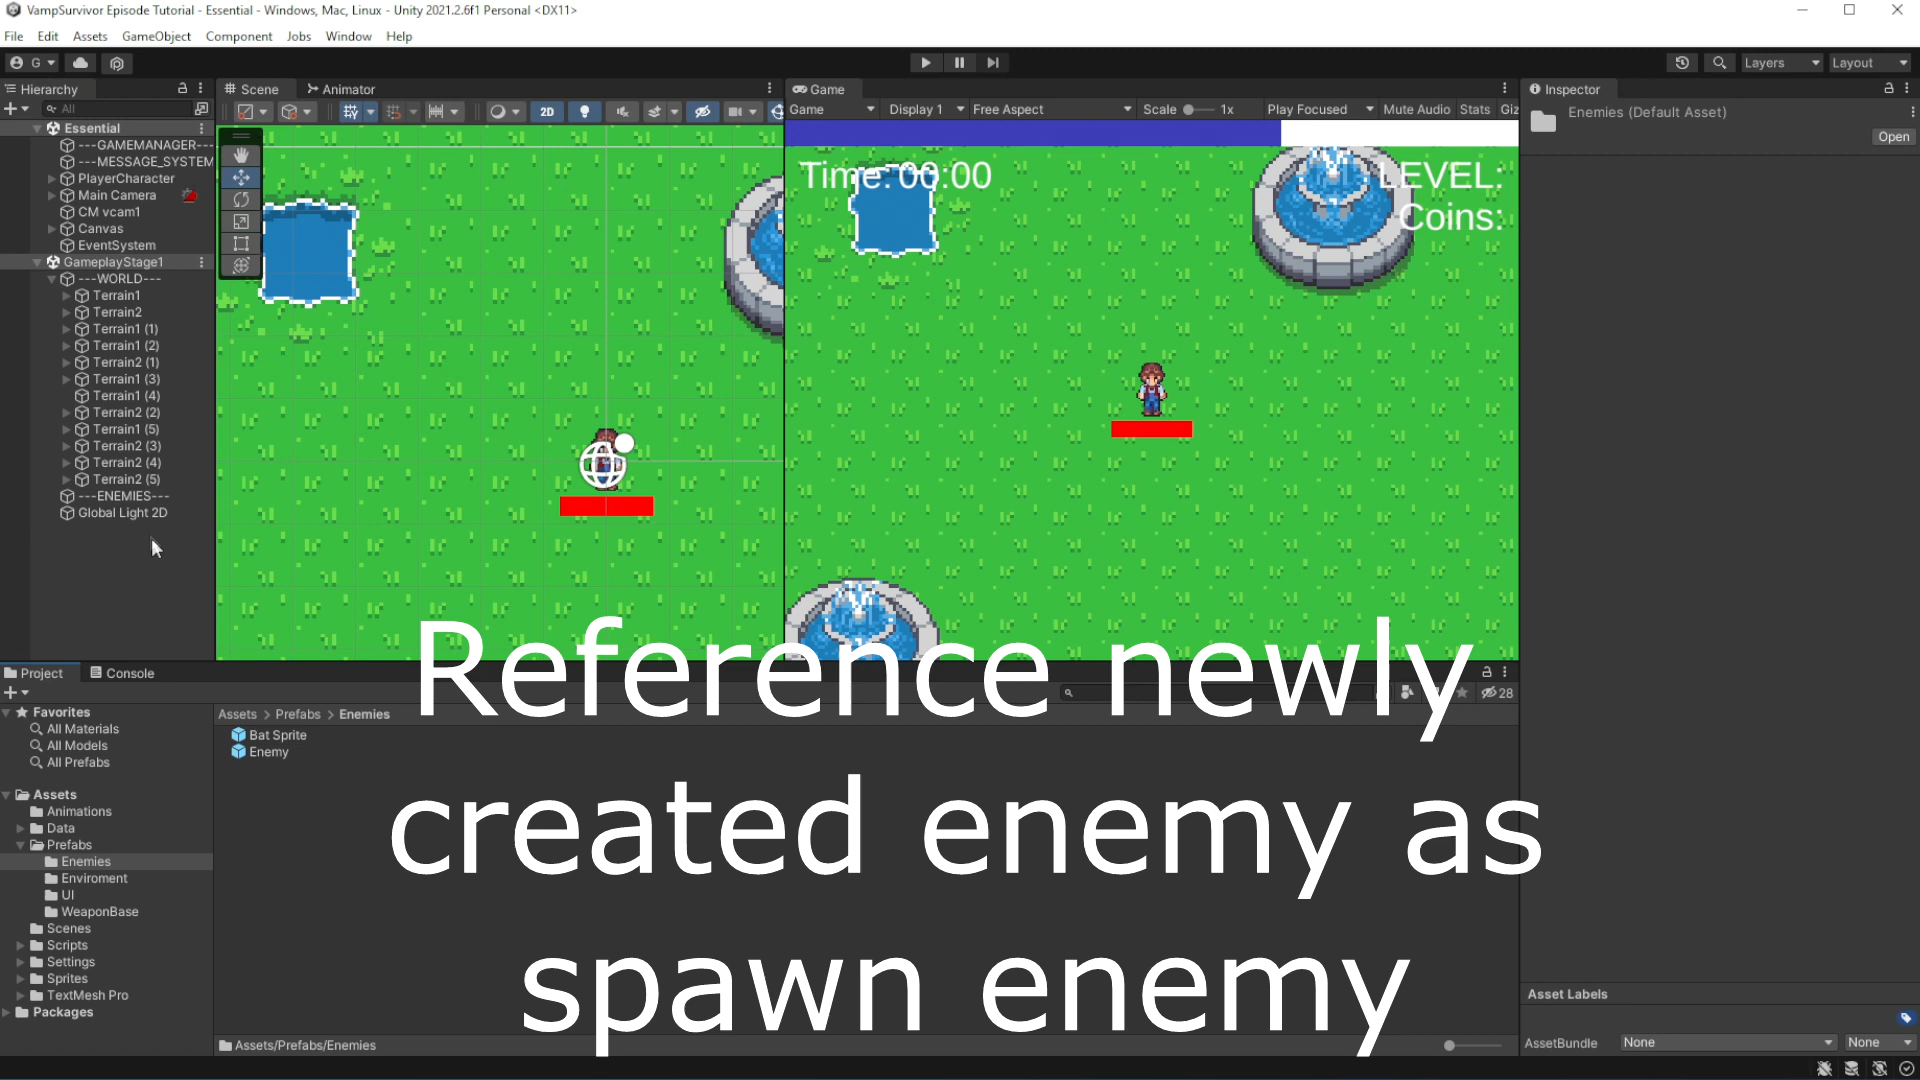 VampSurvivor Episode Tutorial - Essential - Windows, Mac, Linux - Unity 2021.2.6f1 Personal <DX11>
File Edit Assets GameObject Component Jobs Window Help
G Layers Layout
Hierarchy
All
Essential
---GAMEMANAGER---
---MESSAGE_SYSTEM
PlayerCharacter
Main Camera
CM vcam1
Canvas
EventSystem
GameplayStage1
---WORLD---
Terrain1
Terrain2
Terrain1 (1)
Terrain1 (2)
Terrain2 (1)
Terrain1 (3)
Terrain1 (4)
Terrain2 (2)
Terrain1 (5)
Terrain2 (3)
Terrain2 (4)
Terrain2 (5)
---ENEMIES---
Global Light 2D
Scene Animator
2D
Game
Game Display 1 Free Aspect Scale 1x Play Focused Mute Audio Stats Giz
Time: 00:00
LEVEL:
Coins:
Inspector
Enemies (Default Asset)
Open
Project Console
28
Favorites
All Materials
All Models
All Prefabs
Assets
Animations
Data
Prefabs
Enemies
Enviroment
UI
WeaponBase
Scenes
Scripts
Settings
Sprites
TextMesh Pro
Packages
Assets > Prefabs > Enemies
Bat Sprite
Enemy
Assets/Prefabs/Enemies
Reference newly
created enemy as
spawn enemy
Asset Labels
AssetBundle None None